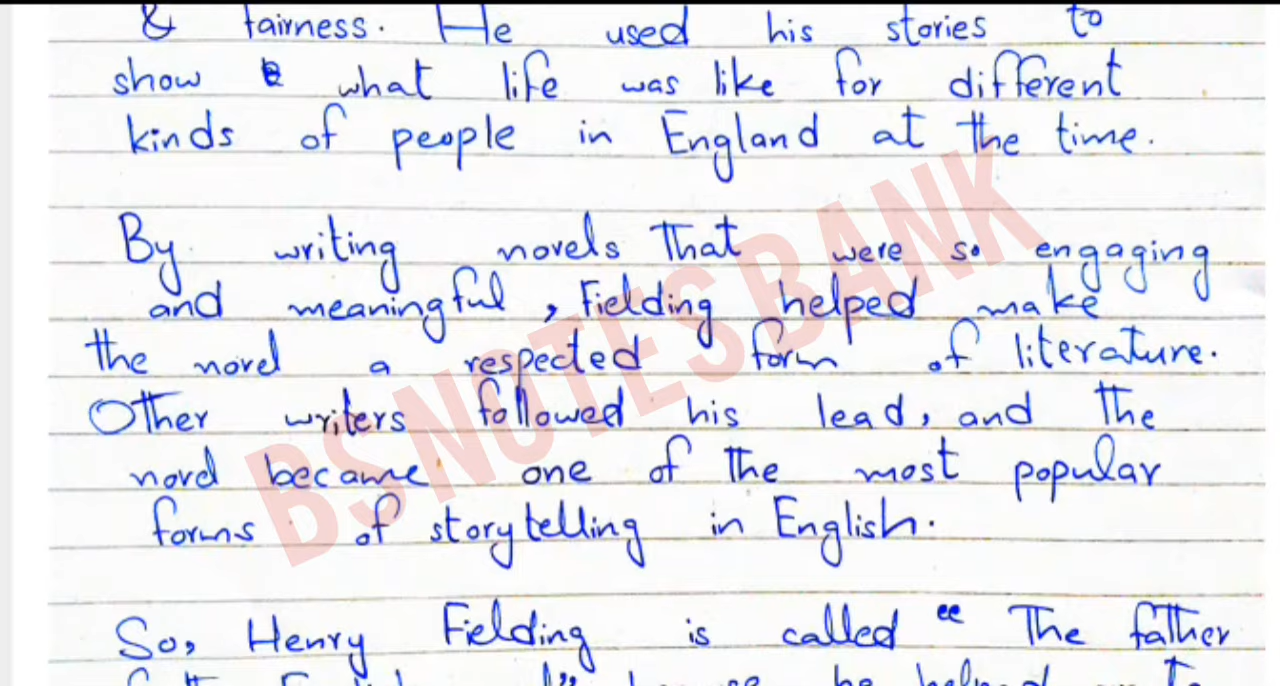 & fairness. He used his stories to
show what life was like for different
kinds of people in England at the time.
By writing novels that were so engaging
and meaningful, Fielding helped make
the novel a respected form of literature.
Other writers followed his lead, and the
novel became one of the most popular
forms of storytelling in English.
So, Henry Fielding is called “ The father
BS NOTES BANK